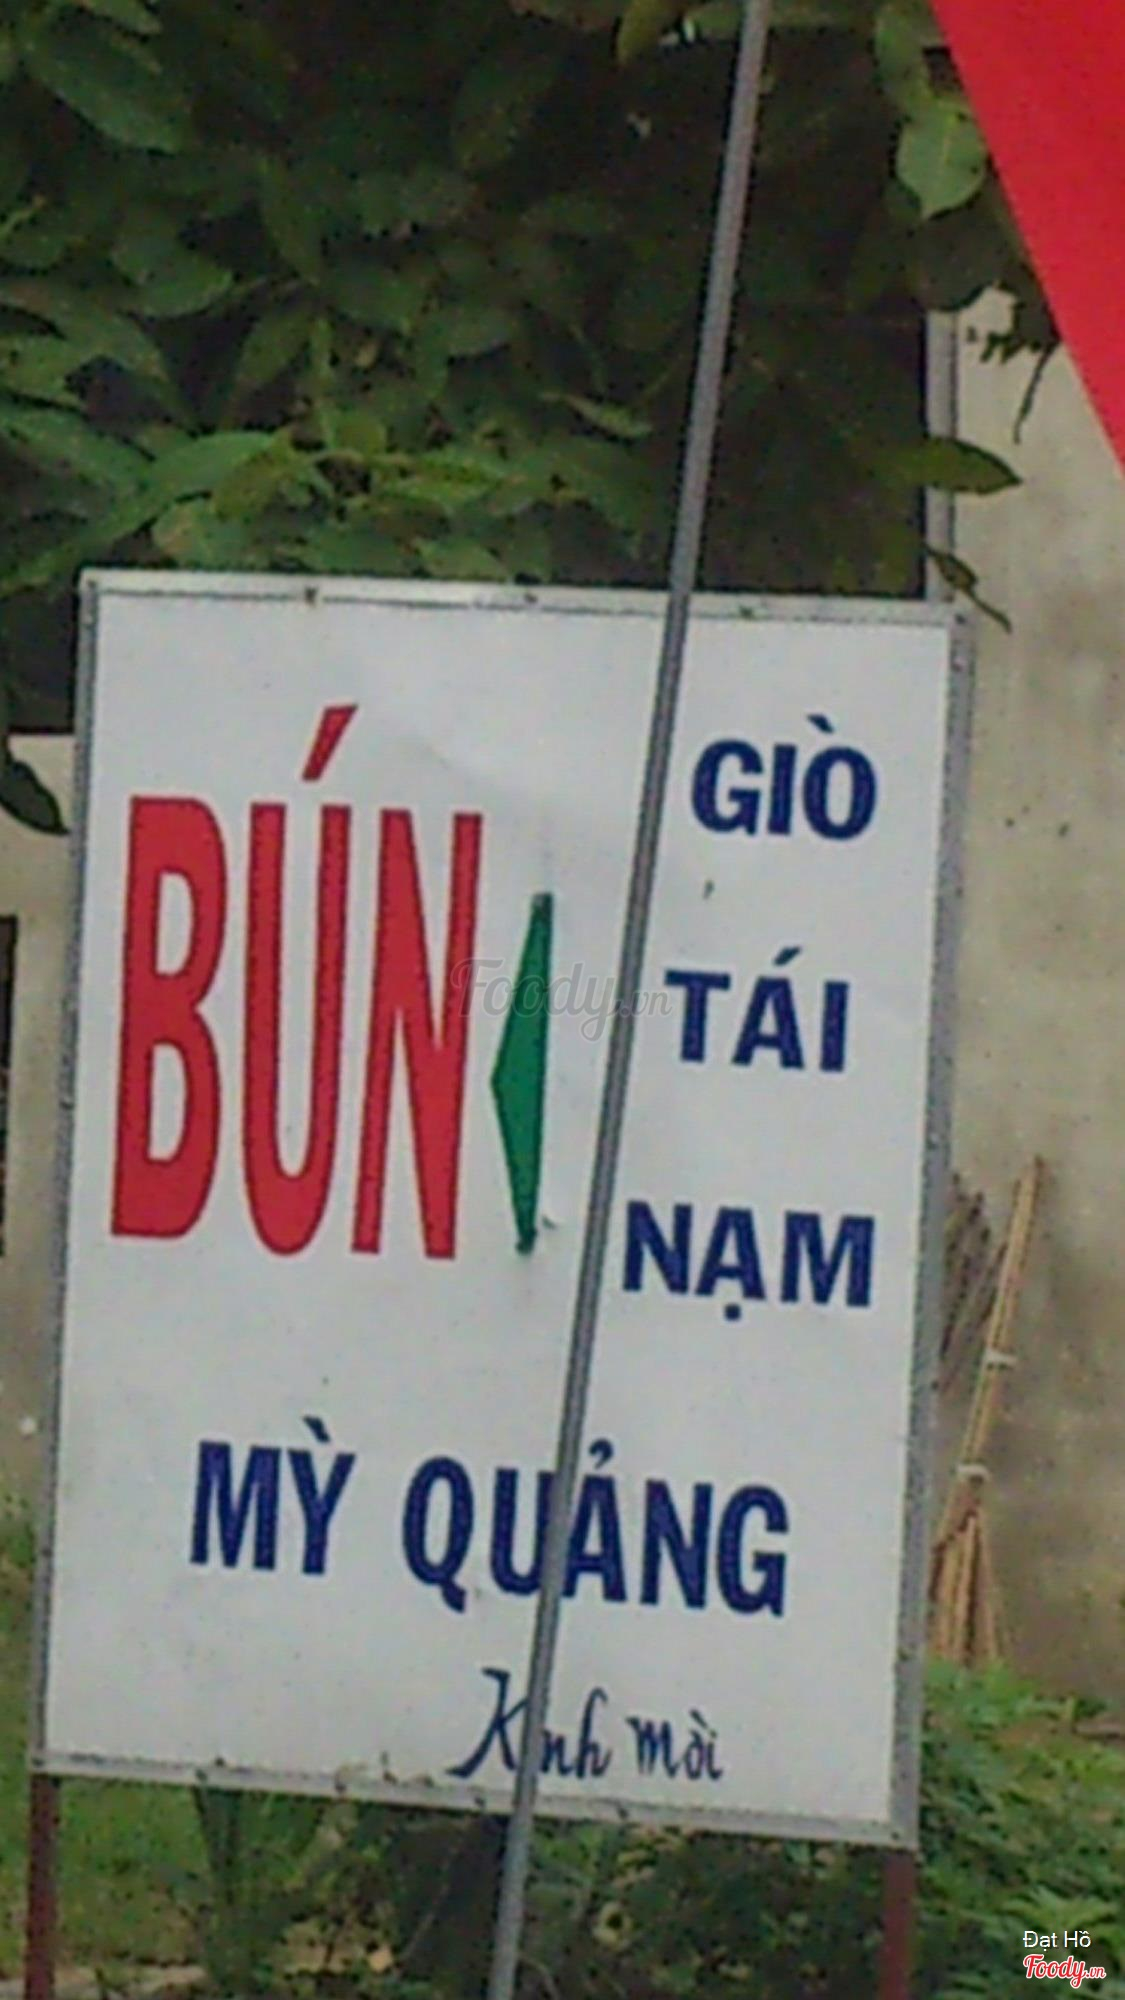 BÚN
GIÒ
TÁI
NẠM
MỲ QUẢNG
Kính mời
Foody.vn
Đạt Hồ
Foody.vn